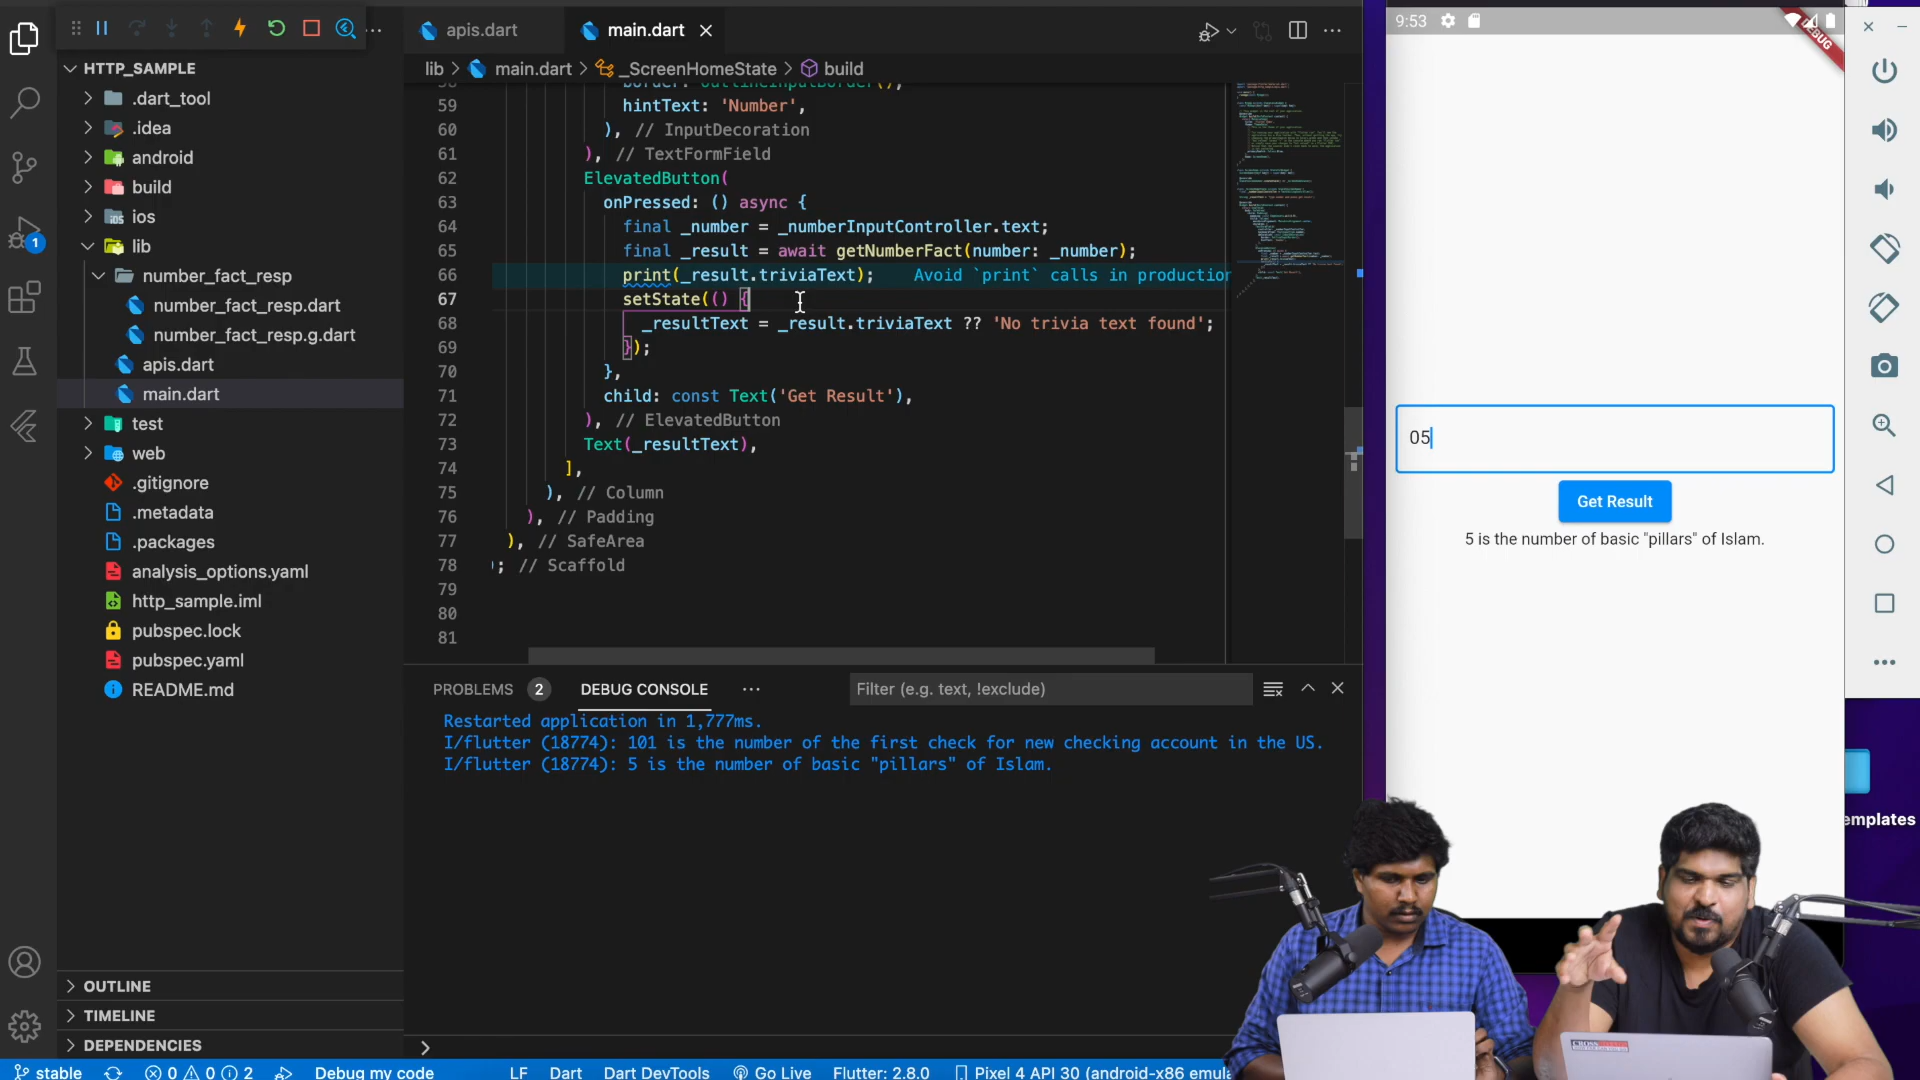 apis.dart
main.dart
9:53
DEBUG
HTTP_SAMPLE
lib > main.dart > _ScreenHomeState > build
.dart_tool
.idea
android
build
ios
lib
number_fact_resp
number_fact_resp.dart
number_fact_resp.g.dart
apis.dart
main.dart
test
web
.gitignore
.metadata
.packages
analysis_options.yaml
http_sample.iml
pubspec.lock
pubspec.yaml
README.md
OUTLINE
TIMELINE
DEPENDENCIES
1
59 hintText: 'Number',
60 ), // InputDecoration
61 ), // TextFormField
62 ElevatedButton(
63 onPressed: () async {
64 final _number = _numberInputController.text;
65 final _result = await getNumberFact(number: _number);
66 print(_result.triviaText); Avoid `print` calls in production
67 setState(() {
68 _resultText = _result.triviaText ?? 'No trivia text found';
69 });
70 },
71 child: const Text('Get Result'),
72 ), // ElevatedButton
73 Text(_resultText),
74 ],
75 ), // Column
76 ), // Padding
77 ), // SafeArea
78 ); // Scaffold
79
80
81
05
Get Result
5 is the number of basic "pillars" of Islam.
PROBLEMS 2 DEBUG CONSOLE
Filter (e.g. text, !exclude)
Restarted application in 1,777ms.
I/flutter (18774): 101 is the number of the first check for new checking account in the US.
I/flutter (18774): 5 is the number of basic "pillars" of Islam.
emplates
CROSS
stable 0 0 2 Debug my code LF Dart Dart DevTools Go Live Flutter: 2.8.0 Pixel 4 API 30 (android-x86 emula